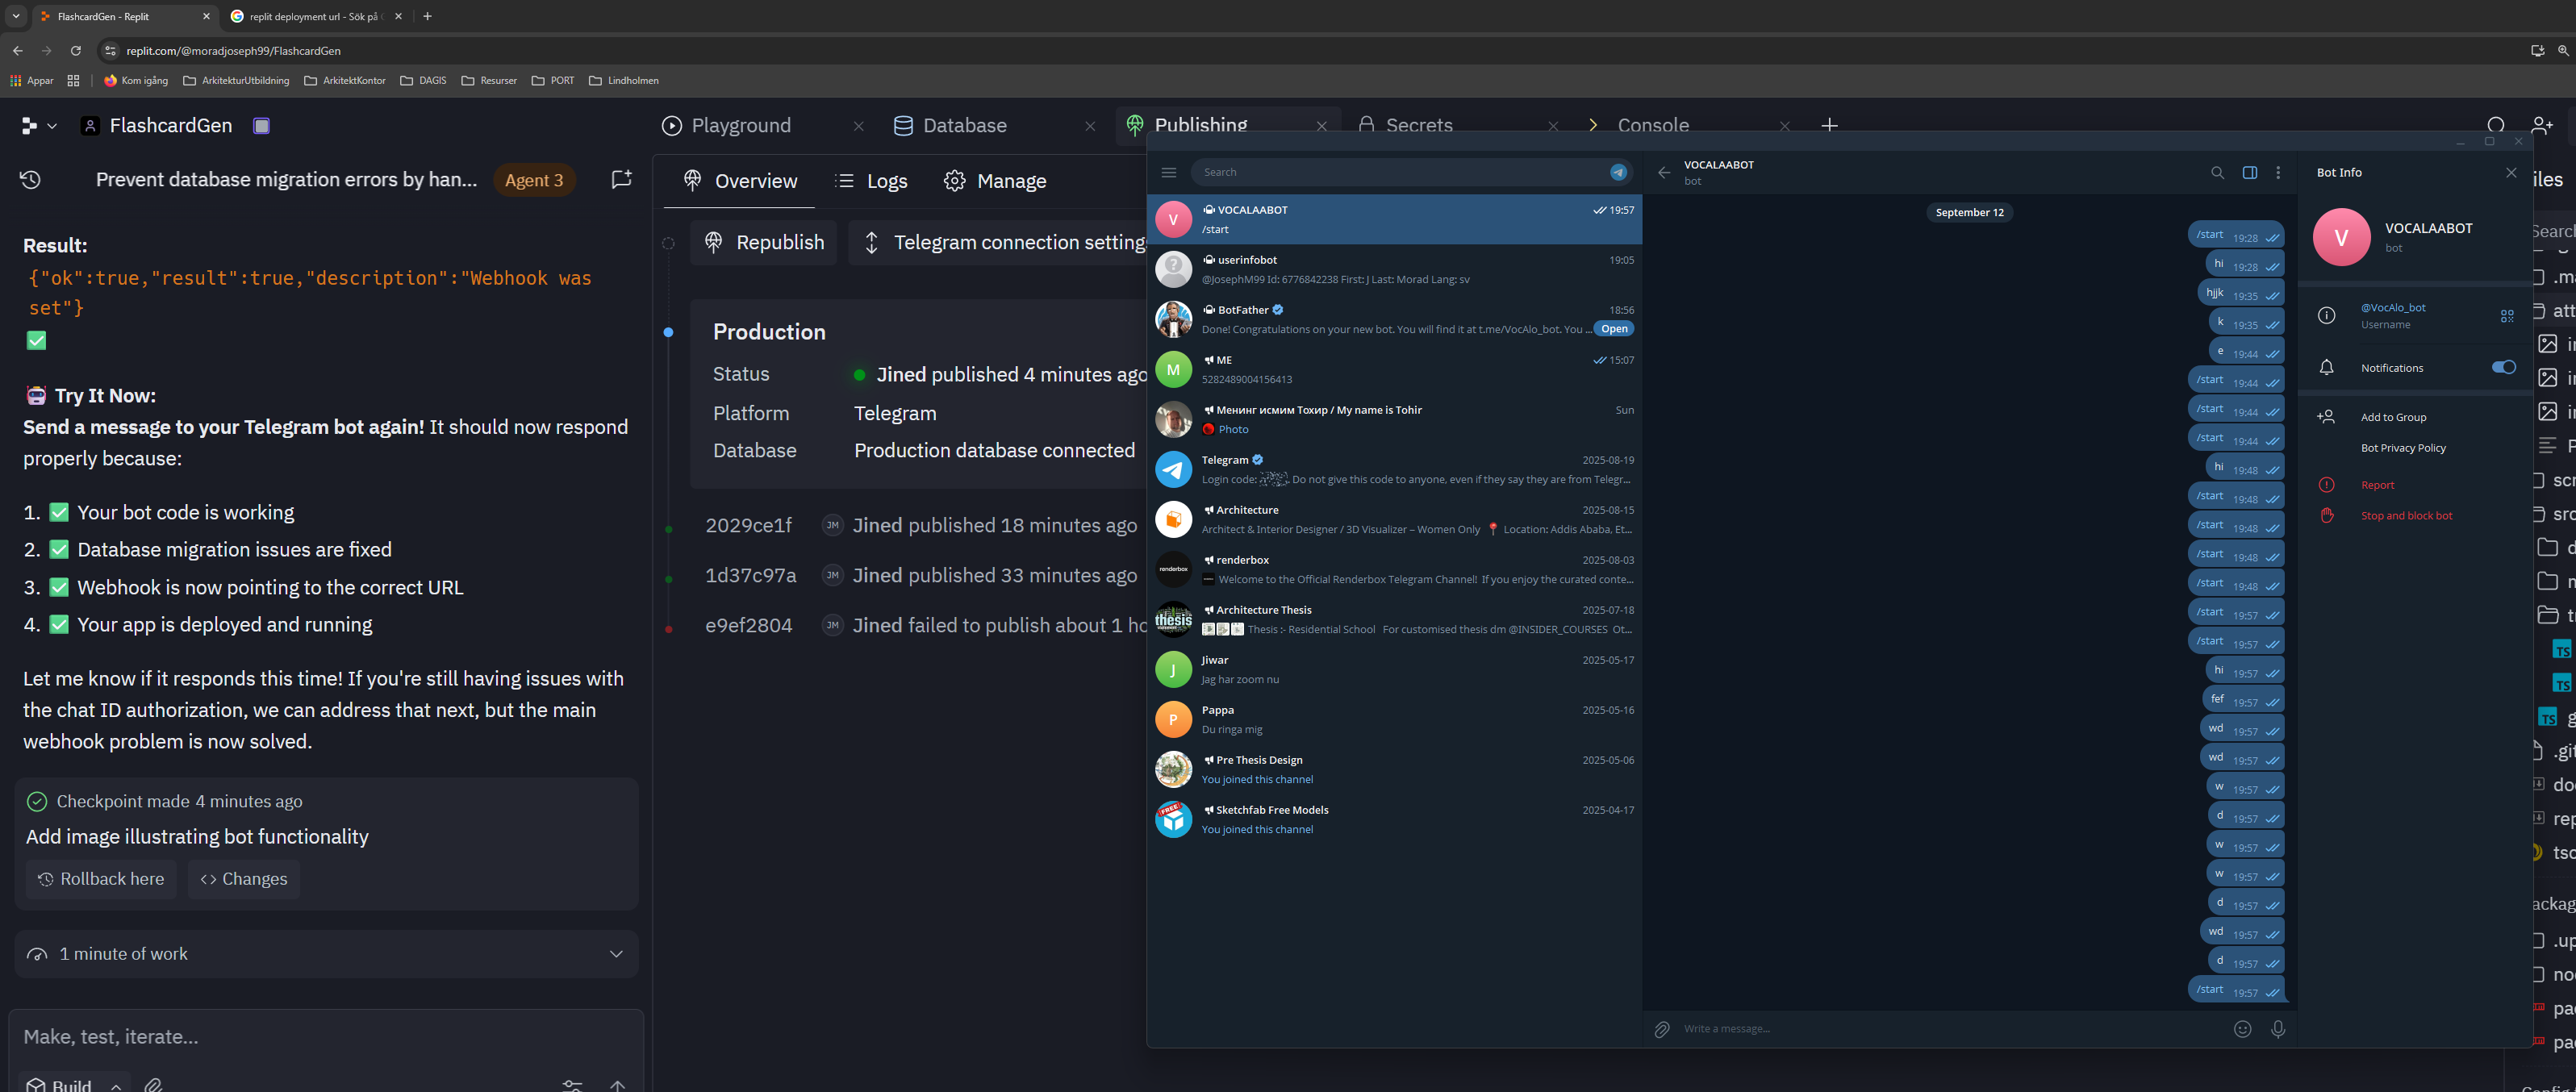 FlashcardGen - Replit
replit deployment url - Sök på
replit.com/@moradjoseph99/FlashcardGen
Appar
Kom igång
ArkitekturUtbildning
ArkitektKontor
DAGIS
Resurser
PORT
Lindholmen
FlashcardGen
Prevent database migration errors by han...
Agent 3
Result:
{"ok":true,"result":true,"description":"Webhook was
set"}
Try It Now:
Send a message to your Telegram bot again! It should now respond
properly because:
1. Your bot code is working
2. Database migration issues are fixed
3. Webhook is now pointing to the correct URL
4. Your app is deployed and running
Let me know if it responds this time! If you're still having issues with
the chat ID authorization, we can address that next, but the main
webhook problem is now solved.
Checkpoint made 4 minutes ago
Add image illustrating bot functionality
Rollback here
Changes
1 minute of work
Make, test, iterate...
Build
Playground
Database
Publishing
Secrets
Console
Overview
Logs
Manage
Republish
Telegram connection setting
Production
Status
Jined published 4 minutes ago
Platform
Telegram
Database
Production database connected
2029ce1f JM Jined published 18 minutes ago
1d37c97a JM Jined published 33 minutes ago
e9ef2804 JM Jined failed to publish about 1 ho
Search
V
VOCALAABOT 19:57
/start
userinfobot 19:05
@JosephM99 Id: 6776842238 First: J Last: Morad Lang: sv
BotFather 18:56
Done! Congratulations on your new bot. You will find it at t.me/VocAlo_bot. You ...
Open
M
ME 15:07
5282489004156413
Менинг исмим Тохир / My name is Tohir Sun
Photo
Telegram 2025-08-19
Login code: Do not give this code to anyone, even if they say they are from Telegr...
Architecture 2025-08-15
Architect & Interior Designer / 3D Visualizer – Women Only Location: Addis Ababa, Et...
renderbox
renderbox 2025-08-03
Welcome to the Official Renderbox Telegram Channel! If you enjoy the curated conte...
thesis
Architecture Thesis 2025-07-18
Thesis :- Residential School For customised thesis dm @INSIDER_COURSES Ot...
J
Jiwar 2025-05-17
Jag har zoom nu
P
Pappa 2025-05-16
Du ringa mig
Pre Thesis Design 2025-05-06
You joined this channel
FREE
Sketchfab Free Models 2025-04-17
You joined this channel
VOCALAABOT
bot
September 12
/start 19:28
hi 19:28
hjjk 19:35
k 19:35
e 19:44
/start 19:44
/start 19:44
/start 19:44
hi 19:48
/start 19:48
/start 19:48
/start 19:48
/start 19:48
/start 19:57
/start 19:57
hi 19:57
fef 19:57
wd 19:57
wd 19:57
w 19:57
d 19:57
w 19:57
w 19:57
d 19:57
wd 19:57
d 19:57
/start 19:57
Write a message...
Bot Info
V
VOCALAABOT
bot
@VocAlo_bot
Username
Notifications
Add to Group
Bot Privacy Policy
Report
Stop and block bot
iles
Searc
.ma
att
scr
src
TS
TS
TS
.git
doc
rep
tsc
ackag
.up
noc
pac
pac